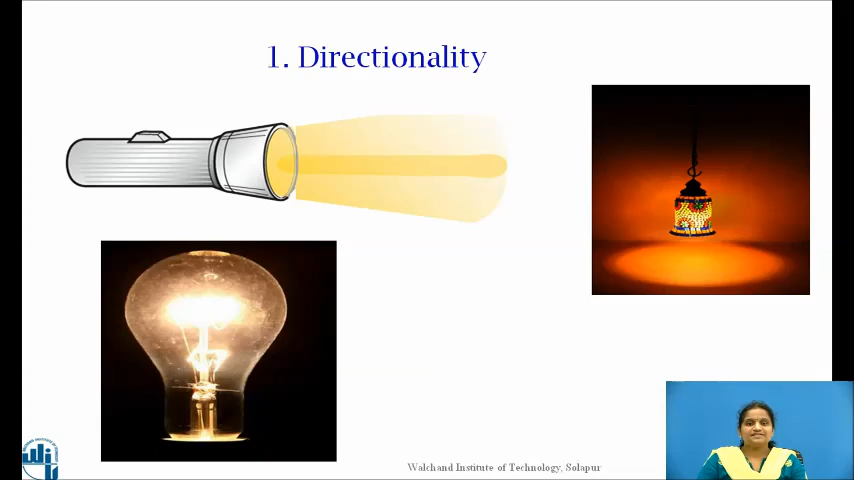 1. Directionality
Walchand Institute of Technology, Solapur